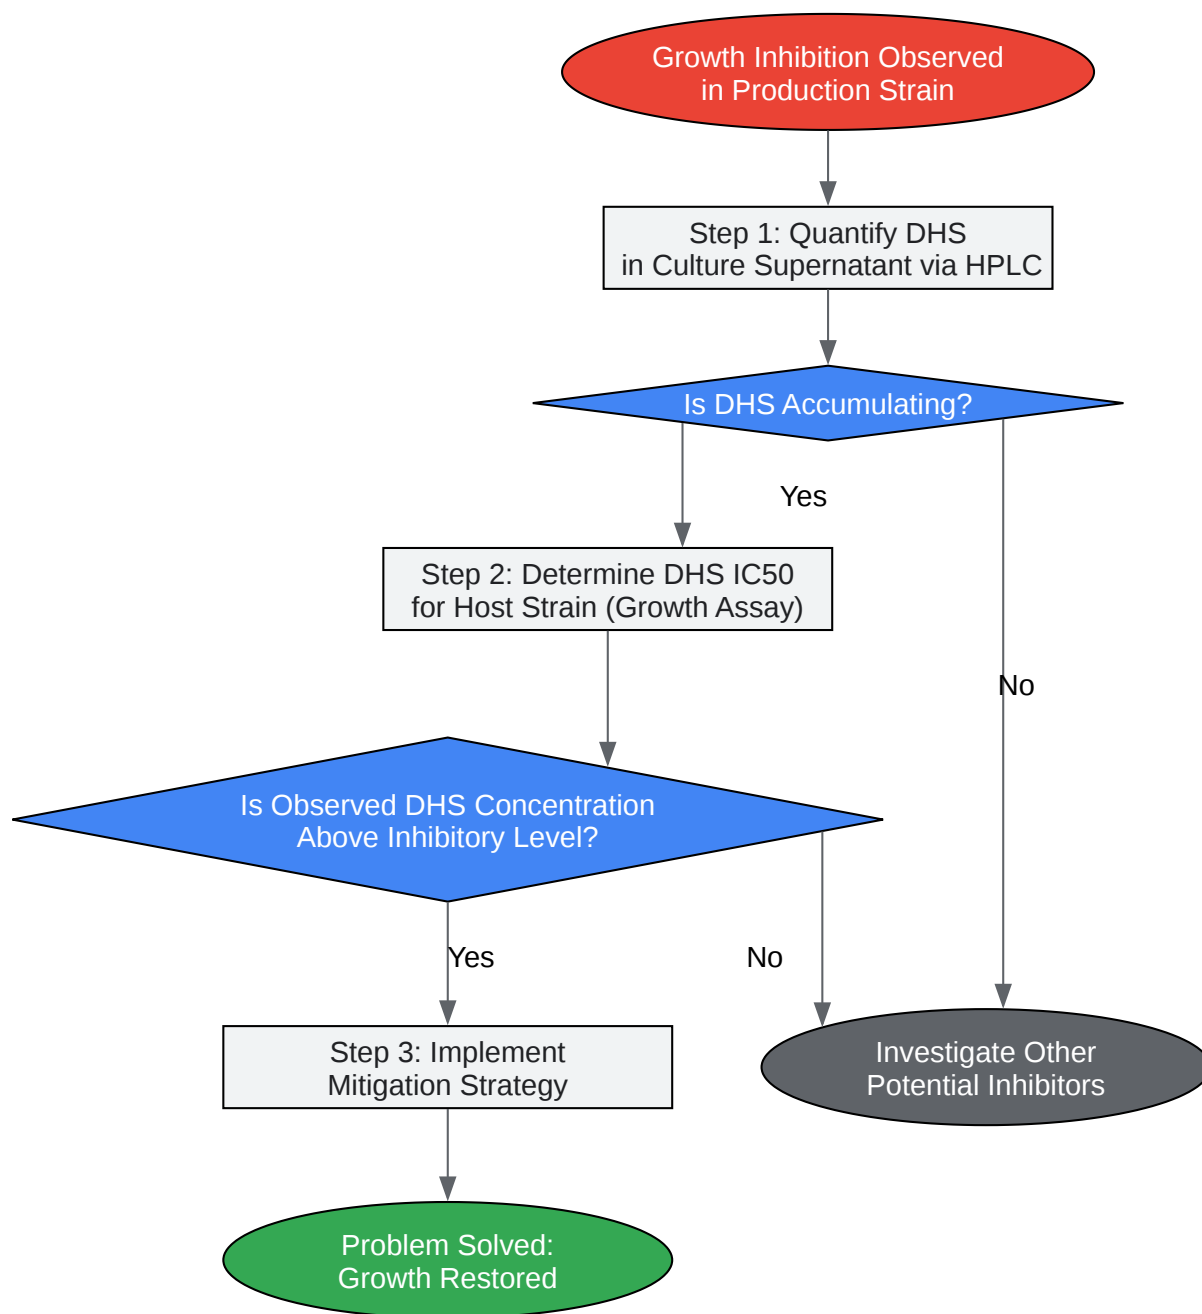 Growth Inhibition Observed
in Production Strain
Step 1: Quantify DHS
in Culture Supernatant via HPLC
Is DHS Accumulating?
Yes
Step 2: Determine DHS IC50
for Host Strain (Growth Assay)
No
Is Observed DHS Concentration
Above Inhibitory Level?
Yes
No
Step 3: Implement
Mitigation Strategy
Investigate Other
Potential Inhibitors
Problem Solved:
Growth Restored